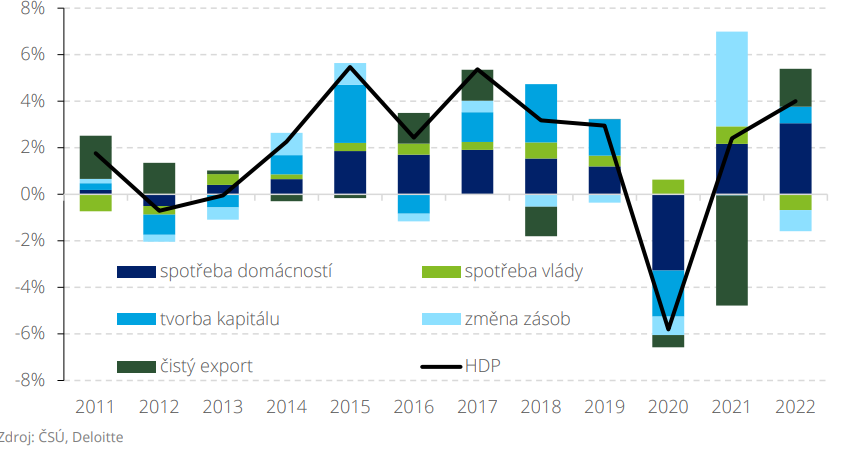 8%
6%
4%
2%
0%
-2%
-4%
-6%
-8%
spotřeba domácností spotřeba vlády
tvorba kapitálu změna zásob
čistý export HDP
2011 2012 2013 2014 2015 2016 2017 2018 2019 2020 2021 2022
Zdroj: ČSÚ, Deloitte